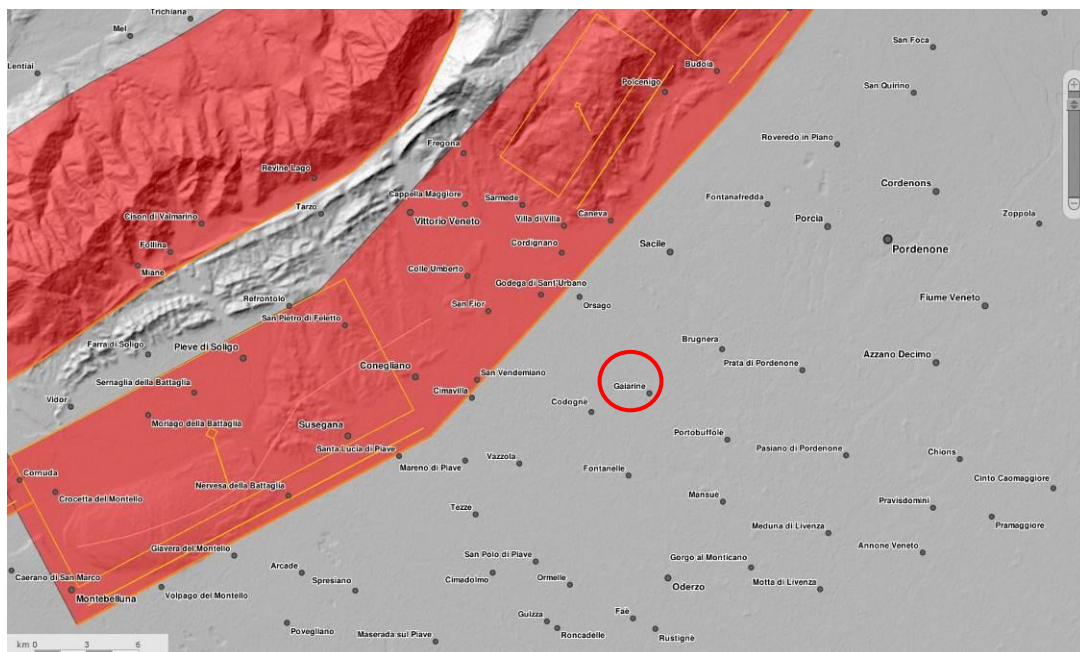 Trichiana
Mel
Lentiai
San Foca
Budoia
Polcenigo
San Quirino
Roveredo in Piano
Fregona
Revine Lago
Cappella Maggiore
Sarmede
Fontanafredda
Cordenons
Tarzo
Cison di Valmarino
Vittorio Veneto
Villa di Villa
Caneva
Porcia
Zoppola
Follina
Cordignano
Sacile
Pordenone
Miane
Colle Umberto
Godega di Sant'Urbano
Refrontolo
San Fior
Orsago
Fiume Veneto
San Pietro di Feletto
Farra di Soligo
Pieve di Soligo
Brugnera
Prata di Pordenone
Azzano Decimo
Conegliano
San Vendemiano
Sernaglia della Battaglia
Cimavilla
Gaiarine
Vidor
Codognè
Moriago della Battaglia
Susegana
Portobuffolè
Santa Lucia di Piave
Pasiano di Pordenone
Chions
Mareno di Piave
Vazzola
Fontanelle
Cornuda
Cinto Caomaggiore
Crocetta del Montello
Nervesa della Battaglia
Mansuè
Pravisdomini
Tezze
Meduna di Livenza
Pramaggiore
Giavera del Montello
San Polo di Piave
Gorgo al Monticano
Annone Veneto
Caerano di San Marco
Arcade
Spresiano
Cimadolmo
Ormelle
Oderzo
Motta di Livenza
Montebelluna
Volpago del Montello
Guizza
Faè
Povegliano
Maserada sul Piave
Roncadelle
Rustignè
km 0 3 6